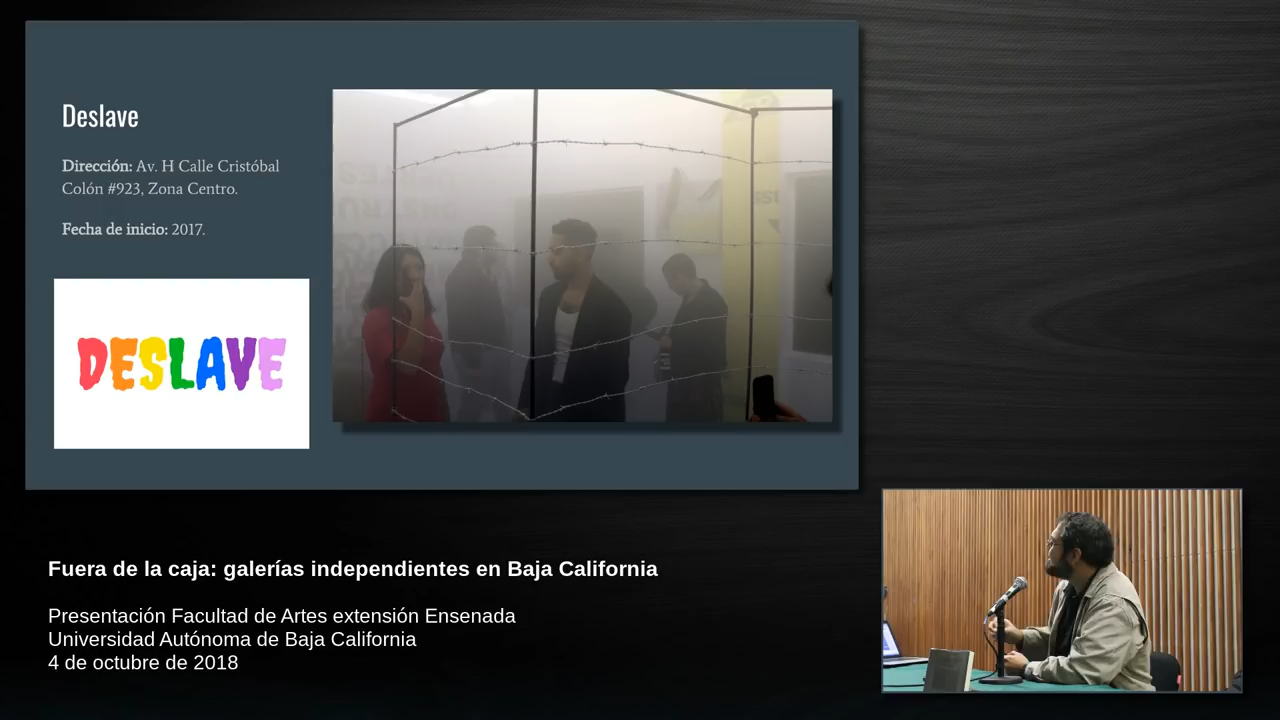 Deslave
Dirección: Av. H Calle Cristóbal
Colón #923, Zona Centro.
Fecha de inicio: 2017.
DESLAVE
Fuera de la caja: galerías independientes en Baja California
Presentación Facultad de Artes extensión Ensenada
Universidad Autónoma de Baja California
4 de octubre de 2018